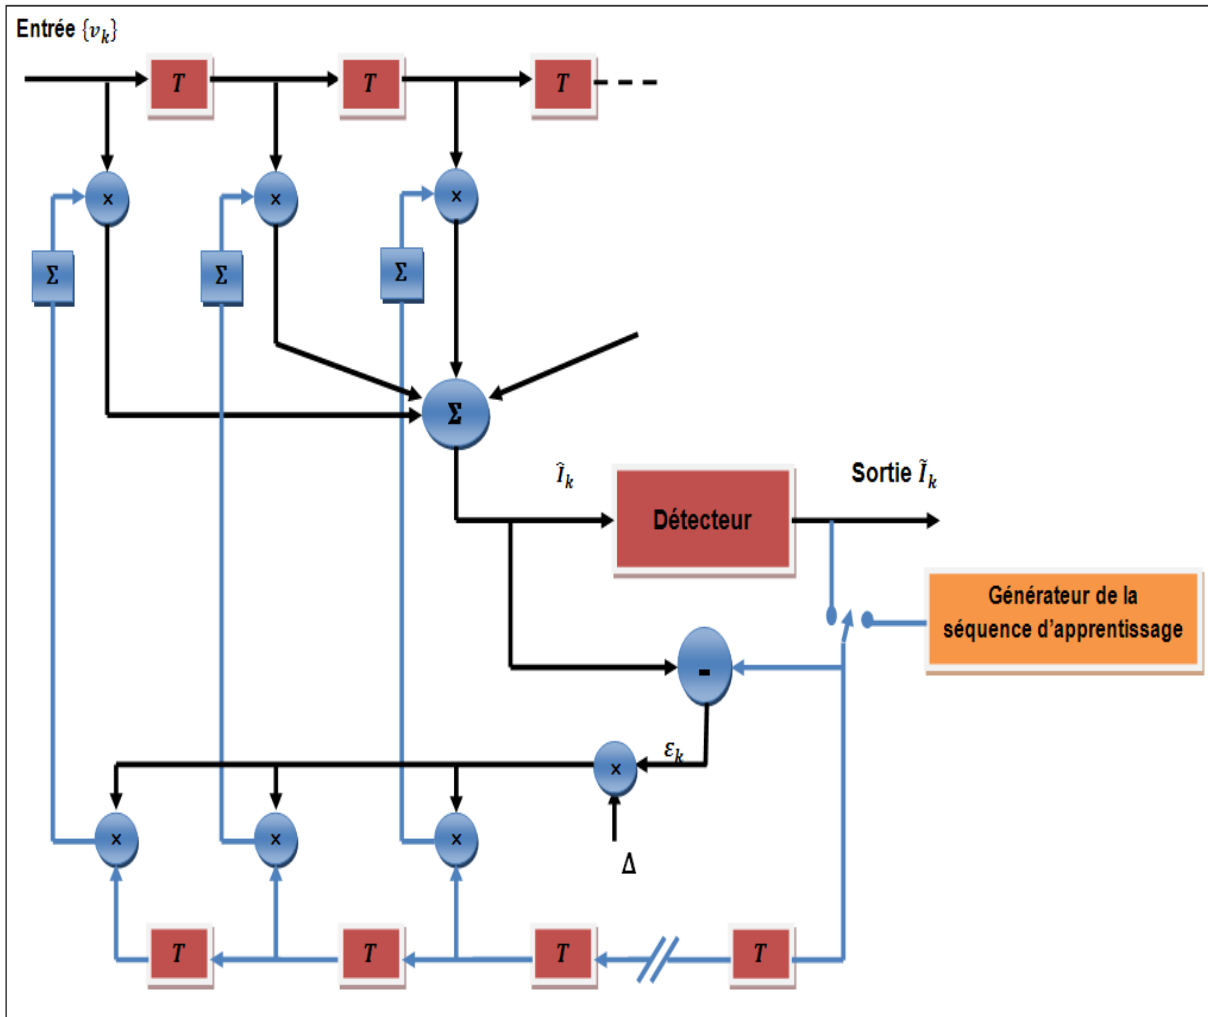 Entrée {v_k}
T
T
T
×
×
×
Σ
Σ
Σ
Σ
Î_k
Détecteur
Sortie Ĩ_k
Générateur de la
séquence d'apprentissage
-
ε_k
×
×
×
×
Δ
T
T
T
T